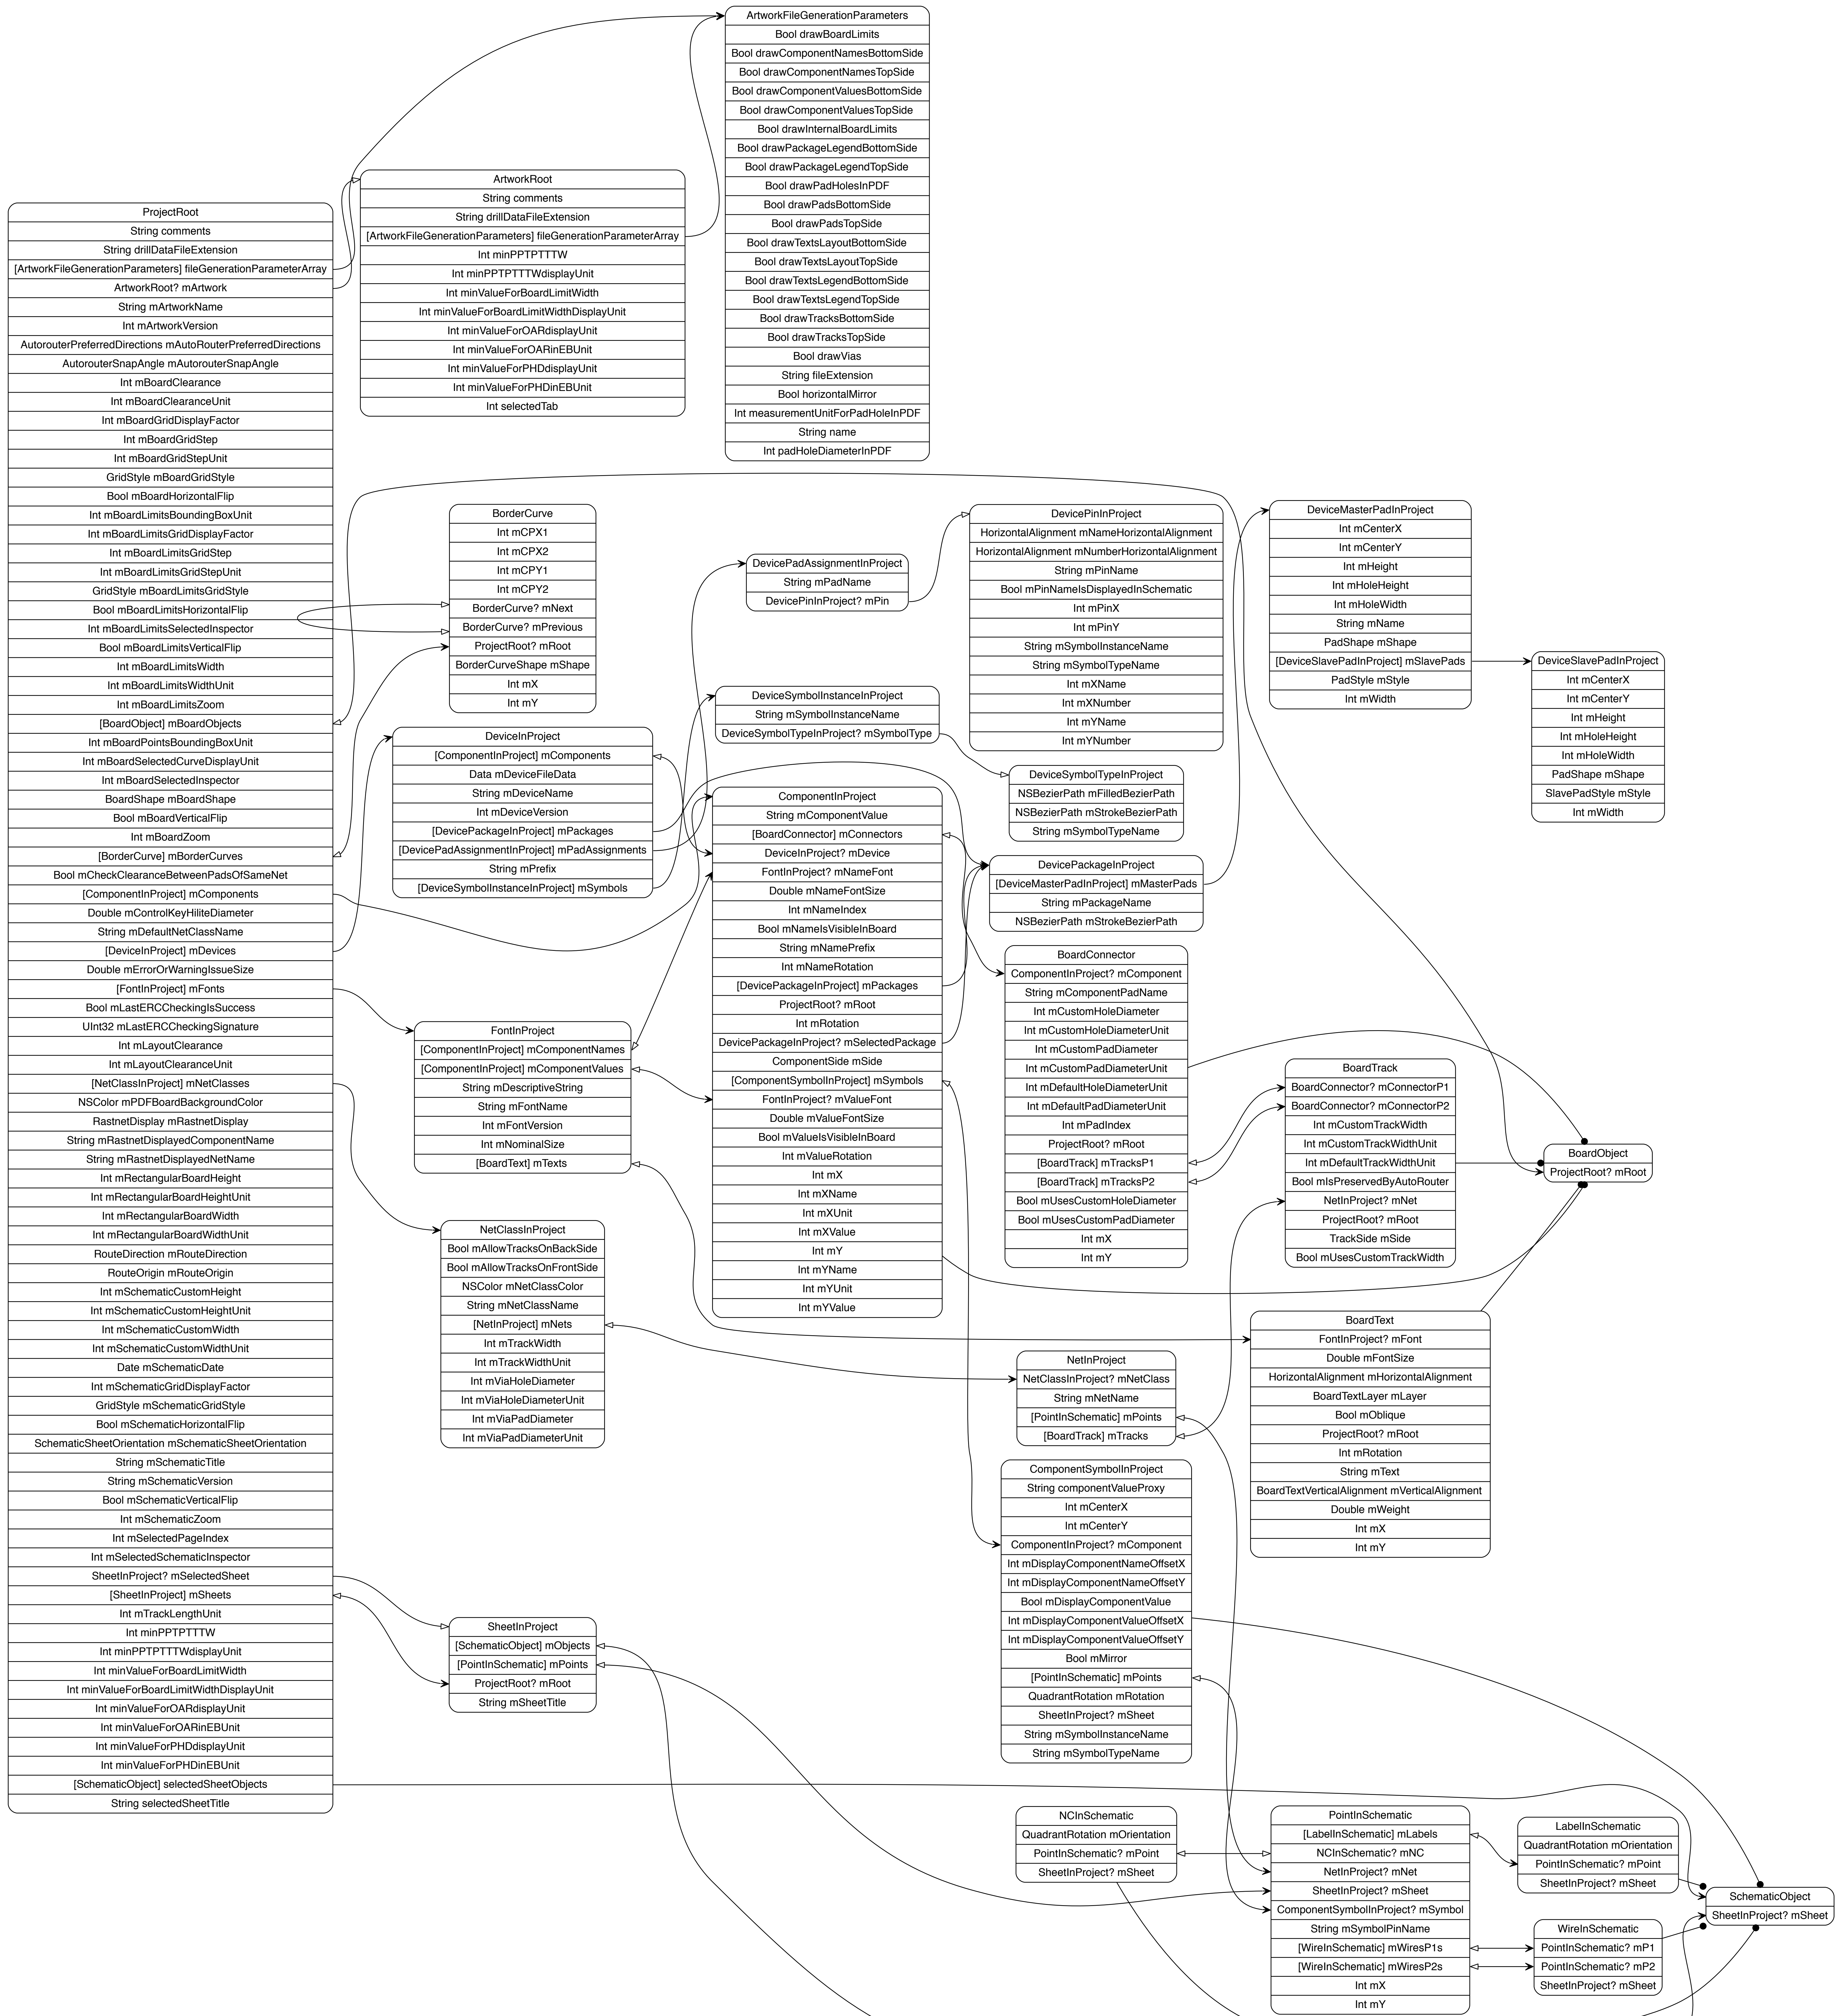 ArtworkFileGenerationParameters
Bool drawBoardLimits
Bool drawComponentNamesBottomSide
Bool drawComponentNamesTopSide
Bool drawComponentValuesBottomSide
Bool drawComponentValuesTopSide
Bool drawInternalBoardLimits
Bool drawPackageLegendBottomSide
Bool drawPackageLegendTopSide
Bool drawPadHolesInPDF
Bool drawPadsBottomSide
Bool drawPadsTopSide
Bool drawTextsLayoutBottomSide
Bool drawTextsLayoutTopSide
Bool drawTextsLegendBottomSide
Bool drawTextsLegendTopSide
Bool drawTracksBottomSide
Bool drawTracksTopSide
Bool drawVias
String fileExtension
Bool horizontalMirror
Int measurementUnitForPadHoleInPDF
String name
Int padHoleDiameterInPDF
ArtworkRoot
String comments
String drillDataFileExtension
[ArtworkFileGenerationParameters] fileGenerationParameterArray
Int minPPTPTTTW
Int minPPTPTTTWdisplayUnit
Int minValueForBoardLimitWidth
Int minValueForBoardLimitWidthDisplayUnit
Int minValueForOARdisplayUnit
Int minValueForOARinEBUnit
Int minValueForPHDdisplayUnit
Int minValueForPHDinEBUnit
Int selectedTab
ProjectRoot
String comments
String drillDataFileExtension
[ArtworkFileGenerationParameters] fileGenerationParameterArray
ArtworkRoot? mArtwork
String mArtworkName
Int mArtworkVersion
AutorouterPreferredDirections mAutoRouterPreferredDirections
AutorouterSnapAngle mAutorouterSnapAngle
Int mBoardClearance
Int mBoardClearanceUnit
Int mBoardGridDisplayFactor
Int mBoardGridStep
Int mBoardGridStepUnit
GridStyle mBoardGridStyle
Bool mBoardHorizontalFlip
Int mBoardLimitsBoundingBoxUnit
Int mBoardLimitsGridDisplayFactor
Int mBoardLimitsGridStep
Int mBoardLimitsGridStepUnit
GridStyle mBoardLimitsGridStyle
Bool mBoardLimitsHorizontalFlip
Int mBoardLimitsSelectedInspector
Bool mBoardLimitsVerticalFlip
Int mBoardLimitsWidth
Int mBoardLimitsWidthUnit
Int mBoardLimitsZoom
[BoardObject] mBoardObjects
Int mBoardPointsBoundingBoxUnit
Int mBoardSelectedCurveDisplayUnit
Int mBoardSelectedInspector
BoardShape mBoardShape
Bool mBoardVerticalFlip
Int mBoardZoom
[BorderCurve] mBorderCurves
Bool mCheckClearanceBetweenPadsOfSameNet
[ComponentInProject] mComponents
Double mControlKeyHiliteDiameter
String mDefaultNetClassName
[DeviceInProject] mDevices
Double mErrorOrWarningIssueSize
[FontInProject] mFonts
Bool mLastERCCheckingIsSuccess
UInt32 mLastERCCheckingSignature
Int mLayoutClearance
Int mLayoutClearanceUnit
[NetClassInProject] mNetClasses
NSColor mPDFBoardBackgroundColor
RastnetDisplay mRastnetDisplay
String mRastnetDisplayedComponentName
String mRastnetDisplayedNetName
Int mRectangularBoardHeight
Int mRectangularBoardHeightUnit
Int mRectangularBoardWidth
Int mRectangularBoardWidthUnit
RouteDirection mRouteDirection
RouteOrigin mRouteOrigin
Int mSchematicCustomHeight
Int mSchematicCustomHeightUnit
Int mSchematicCustomWidth
Int mSchematicCustomWidthUnit
Date mSchematicDate
Int mSchematicGridDisplayFactor
GridStyle mSchematicGridStyle
Bool mSchematicHorizontalFlip
SchematicSheetOrientation mSchematicSheetOrientation
String mSchematicTitle
String mSchematicVersion
Bool mSchematicVerticalFlip
Int mSchematicZoom
Int mSelectedPageIndex
Int mSelectedSchematicInspector
SheetInProject? mSelectedSheet
[SheetInProject] mSheets
Int mTrackLengthUnit
Int minPPTPTTTW
Int minPPTPTTTWdisplayUnit
Int minValueForBoardLimitWidth
Int minValueForBoardLimitWidthDisplayUnit
Int minValueForOARdisplayUnit
Int minValueForOARinEBUnit
Int minValueForPHDdisplayUnit
Int minValueForPHDinEBUnit
[SchematicObject] selectedSheetObjects
String selectedSheetTitle
BorderCurve
Int mCPX1
Int mCPX2
Int mCPY1
Int mCPY2
BorderCurve? mNext
BorderCurve? mPrevious
ProjectRoot? mRoot
BorderCurveShape mShape
Int mX
Int mY
DeviceInProject
[ComponentInProject] mComponents
Data mDeviceFileData
String mDeviceName
Int mDeviceVersion
[DevicePackageInProject] mPackages
[DevicePadAssignmentInProject] mPadAssignments
String mPrefix
[DeviceSymbolInstanceInProject] mSymbols
FontInProject
[ComponentInProject] mComponentNames
[ComponentInProject] mComponentValues
String mDescriptiveString
String mFontName
Int mFontVersion
Int mNominalSize
[BoardText] mTexts
NetClassInProject
Bool mAllowTracksOnBackSide
Bool mAllowTracksOnFrontSide
NSColor mNetClassColor
String mNetClassName
[NetInProject] mNets
Int mTrackWidth
Int mTrackWidthUnit
Int mViaHoleDiameter
Int mViaHoleDiameterUnit
Int mViaPadDiameter
Int mViaPadDiameterUnit
SheetInProject
[SchematicObject] mObjects
[PointInSchematic] mPoints
ProjectRoot? mRoot
String mSheetTitle
DevicePadAssignmentInProject
String mPadName
DevicePinInProject? mPin
DeviceSymbolInstanceInProject
String mSymbolInstanceName
DeviceSymbolTypeInProject? mSymbolType
ComponentInProject
String mComponentValue
[BoardConnector] mConnectors
DeviceInProject? mDevice
FontInProject? mNameFont
Double mNameFontSize
Int mNameIndex
Bool mNameIsVisibleInBoard
String mNamePrefix
Int mNameRotation
[DevicePackageInProject] mPackages
ProjectRoot? mRoot
Int mRotation
DevicePackageInProject? mSelectedPackage
ComponentSide mSide
[ComponentSymbolInProject] mSymbols
FontInProject? mValueFont
Double mValueFontSize
Bool mValueIsVisibleInBoard
Int mValueRotation
Int mX
Int mXName
Int mXUnit
Int mXValue
Int mY
Int mYName
Int mYUnit
Int mYValue
DevicePinInProject
HorizontalAlignment mNameHorizontalAlignment
HorizontalAlignment mNumberHorizontalAlignment
String mPinName
Bool mPinNameIsDisplayedInSchematic
Int mPinX
Int mPinY
String mSymbolInstanceName
String mSymbolTypeName
Int mXName
Int mXNumber
Int mYName
Int mYNumber
DeviceSymbolTypeInProject
NSBezierPath mFilledBezierPath
NSBezierPath mStrokeBezierPath
String mSymbolTypeName
DevicePackageInProject
[DeviceMasterPadInProject] mMasterPads
String mPackageName
NSBezierPath mStrokeBezierPath
BoardConnector
ComponentInProject? mComponent
String mComponentPadName
Int mCustomHoleDiameter
Int mCustomHoleDiameterUnit
Int mCustomPadDiameter
Int mCustomPadDiameterUnit
Int mDefaultHoleDiameterUnit
Int mDefaultPadDiameterUnit
Int mPadIndex
ProjectRoot? mRoot
[BoardTrack] mTracksP1
[BoardTrack] mTracksP2
Bool mUsesCustomHoleDiameter
Bool mUsesCustomPadDiameter
Int mX
Int mY
NetInProject
NetClassInProject? mNetClass
String mNetName
[PointInSchematic] mPoints
[BoardTrack] mTracks
ComponentSymbolInProject
String componentValueProxy
Int mCenterX
Int mCenterY
ComponentInProject? mComponent
Int mDisplayComponentNameOffsetX
Int mDisplayComponentNameOffsetY
Bool mDisplayComponentValue
Int mDisplayComponentValueOffsetX
Int mDisplayComponentValueOffsetY
Bool mMirror
[PointInSchematic] mPoints
QuadrantRotation mRotation
SheetInProject? mSheet
String mSymbolInstanceName
String mSymbolTypeName
NCInSchematic
QuadrantRotation mOrientation
PointInSchematic? mPoint
SheetInProject? mSheet
DeviceMasterPadInProject
Int mCenterX
Int mCenterY
Int mHeight
Int mHoleHeight
Int mHoleWidth
String mName
PadShape mShape
[DeviceSlavePadInProject] mSlavePads
PadStyle mStyle
Int mWidth
DeviceSlavePadInProject
Int mCenterX
Int mCenterY
Int mHeight
Int mHoleHeight
Int mHoleWidth
PadShape mShape
SlavePadStyle mStyle
Int mWidth
BoardTrack
BoardConnector? mConnectorP1
BoardConnector? mConnectorP2
Int mCustomTrackWidth
Int mCustomTrackWidthUnit
Int mDefaultTrackWidthUnit
Bool mIsPreservedByAutoRouter
NetInProject? mNet
ProjectRoot? mRoot
TrackSide mSide
Bool mUsesCustomTrackWidth
BoardObject
ProjectRoot? mRoot
BoardText
FontInProject? mFont
Double mFontSize
HorizontalAlignment mHorizontalAlignment
BoardTextLayer mLayer
Bool mOblique
ProjectRoot? mRoot
Int mRotation
String mText
BoardTextVerticalAlignment mVerticalAlignment
Double mWeight
Int mX
Int mY
PointInSchematic
[LabelInSchematic] mLabels
NCInSchematic? mNC
NetInProject? mNet
SheetInProject? mSheet
ComponentSymbolInProject? mSymbol
String mSymbolPinName
[WireInSchematic] mWiresP1s
[WireInSchematic] mWiresP2s
Int mX
Int mY
LabelInSchematic
QuadrantRotation mOrientation
PointInSchematic? mPoint
SheetInProject? mSheet
WireInSchematic
PointInSchematic? mP1
PointInSchematic? mP2
SheetInProject? mSheet
SchematicObject
SheetInProject? mSheet